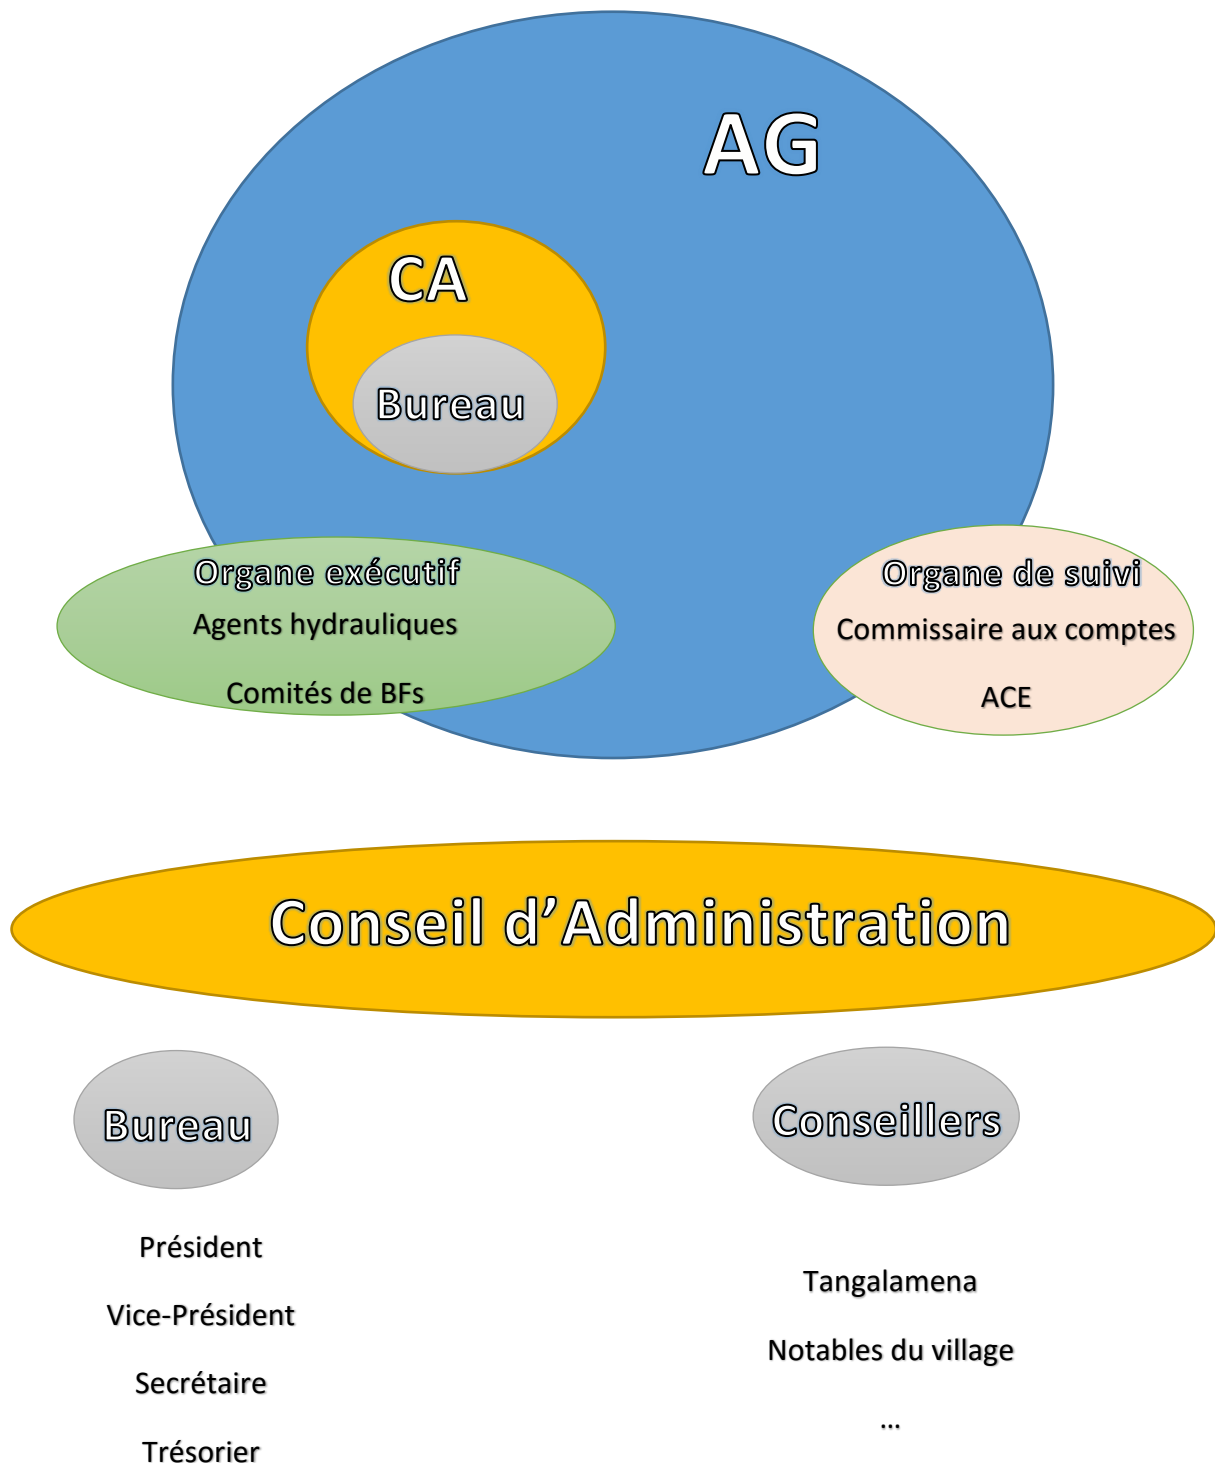 AG
CA
Bureau
Organe exécutif
Agents hydrauliques
Comités de BFs
Organe de suivi
Commissaire aux comptes
ACE
Conseil d’Administration
Bureau
Président
Vice-Président
Secrétaire
Trésorier
Conseillers
Tangalamena
Notables du village
…